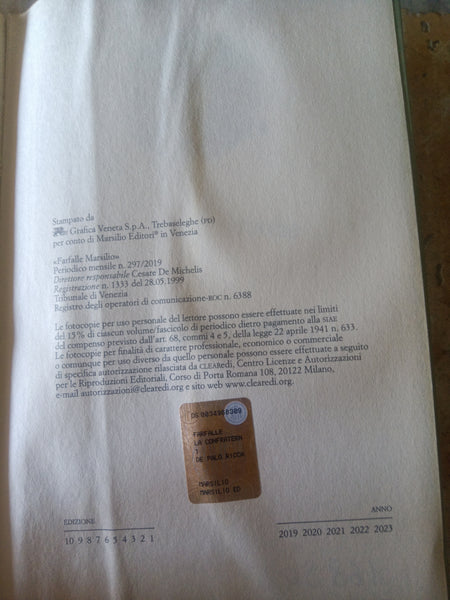 Stampato da
Grafica Veneta S.p.A., Trebaseleghe (PD)
per conto di Marsilio Editori® in Venezia
«Farfalle Marsilio»
Periodico mensile n. 297/2019
Direttore responsabile Cesare De Michelis
Registrazione n. 1333 del 28.05.1999
Tribunale di Venezia
Registro degli operatori di comunicazione-ROC n. 6388
Le fotocopie per uso personale del lettore possono essere effettuate nei limiti
del 15% di ciascun volume/fascicolo di periodico dietro pagamento alla SIAE
del compenso previsto dall'art. 68, commi 4 e 5, della legge 22 aprile 1941 n. 633.
Le fotocopie per finalità di carattere professionale, economico o commerciale
o comunque per uso diverso da quello personale possono essere effettuate a seguito
di specifica autorizzazione rilasciata da CLEARedi, Centro Licenze e Autorizzazioni
per le Riproduzioni Editoriali, Corso di Porta Romana 108, 20122 Milano,
e-mail autorizzazioni@clearedi.org e sito web www.clearedi.org.
FARFALLE
LA CONFRATERN
DE PALO RICCA
MARSILIO
MARSILIO ED
EDIZIONE
10 9 8 7 6 5 4 3 2 1
ANNO
2019 2020 2021 2022 2023